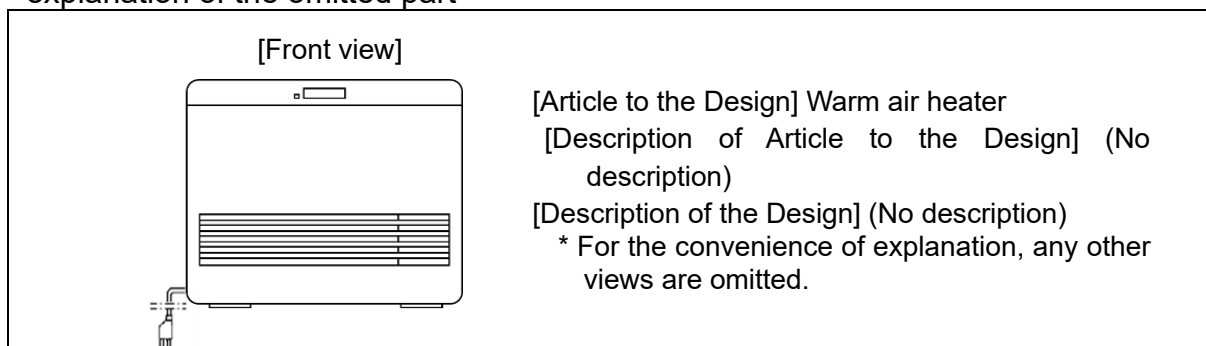 explanation of the omitted part
[Front view]
[Article to the Design] Warm air heater
[Description of Article to the Design] (No
description)
[Description of the Design] (No description)
* For the convenience of explanation, any other
views are omitted.